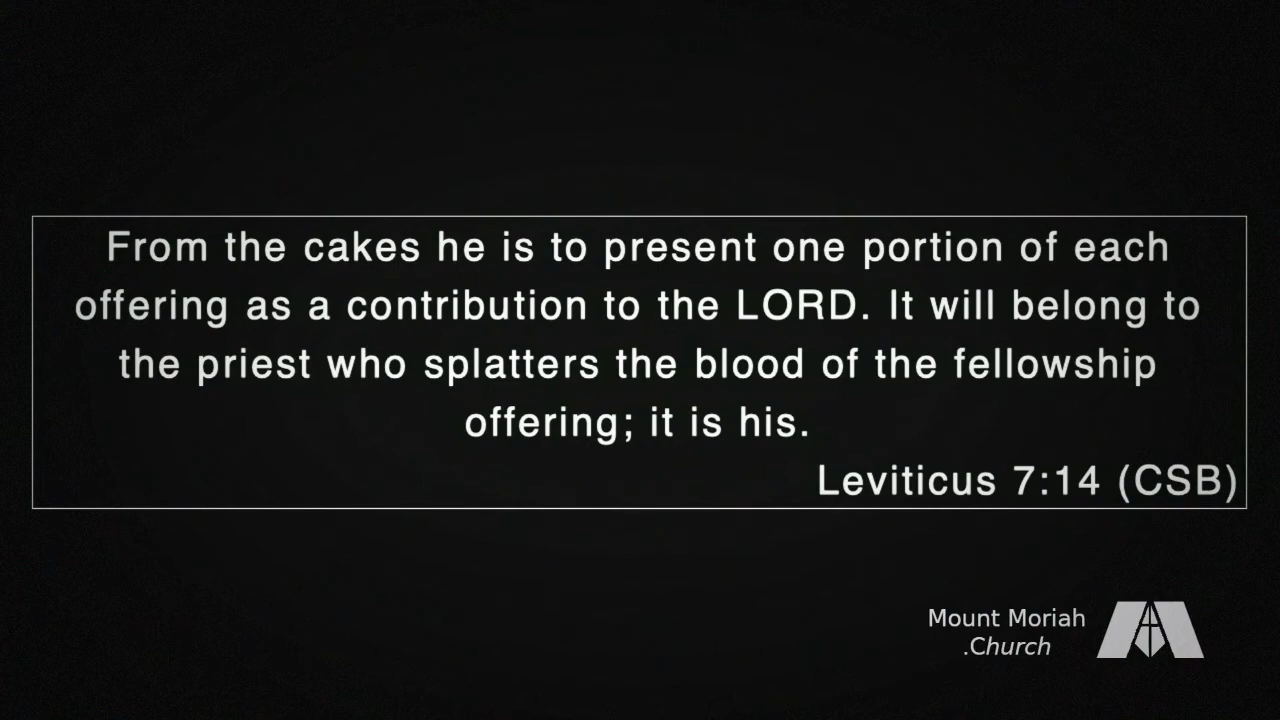 From the cakes he is to present one portion of each
offering as a contribution to the LORD. It will belong to
the priest who splatters the blood of the fellowship
offering; it is his.
Leviticus 7:14 (CSB)
Mount Moriah
.Church